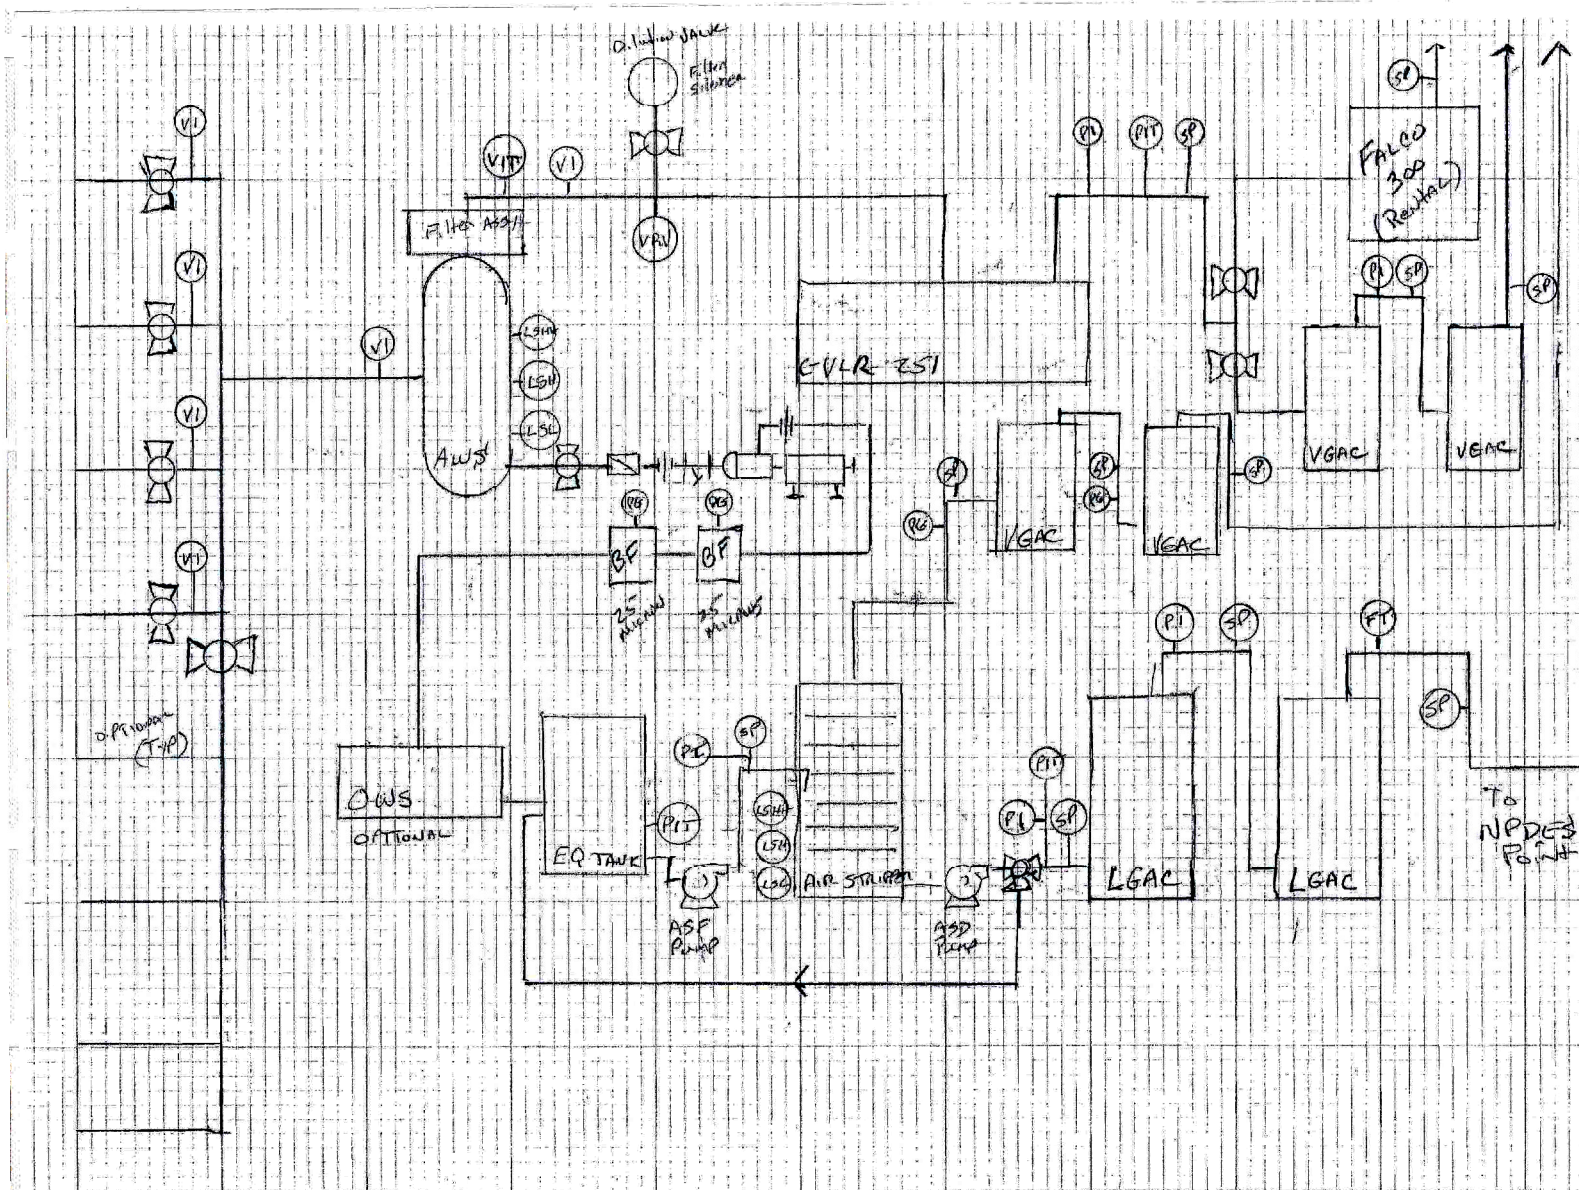 Dilution VALVE
Filter
Silencer
VI
VI
VI
VI
VI
VIT
VI
VRV
Filter ASSY
LSHH
LSH
LSL
AWS
PI
PIT
SP
SP
FALCO
300
(Rental)
PI
SP
SP
VGAC
VGAC
SP
PG
SP
PG
SP
VGAC
VGAC
PG
PG
BF
BF
25
MICRON
25
MICRONS
OPTIONAL
(TYP)
OWS
OPTIONAL
EQ TANK
PIT
PI
SP
LSHH
LSH
LSL
AIR STRIPPER
ASF
Pump
ASD
Pump
PI
PIT
SP
PI
SP
FT
SP
LGAC
LGAC
To
NPDES
Point